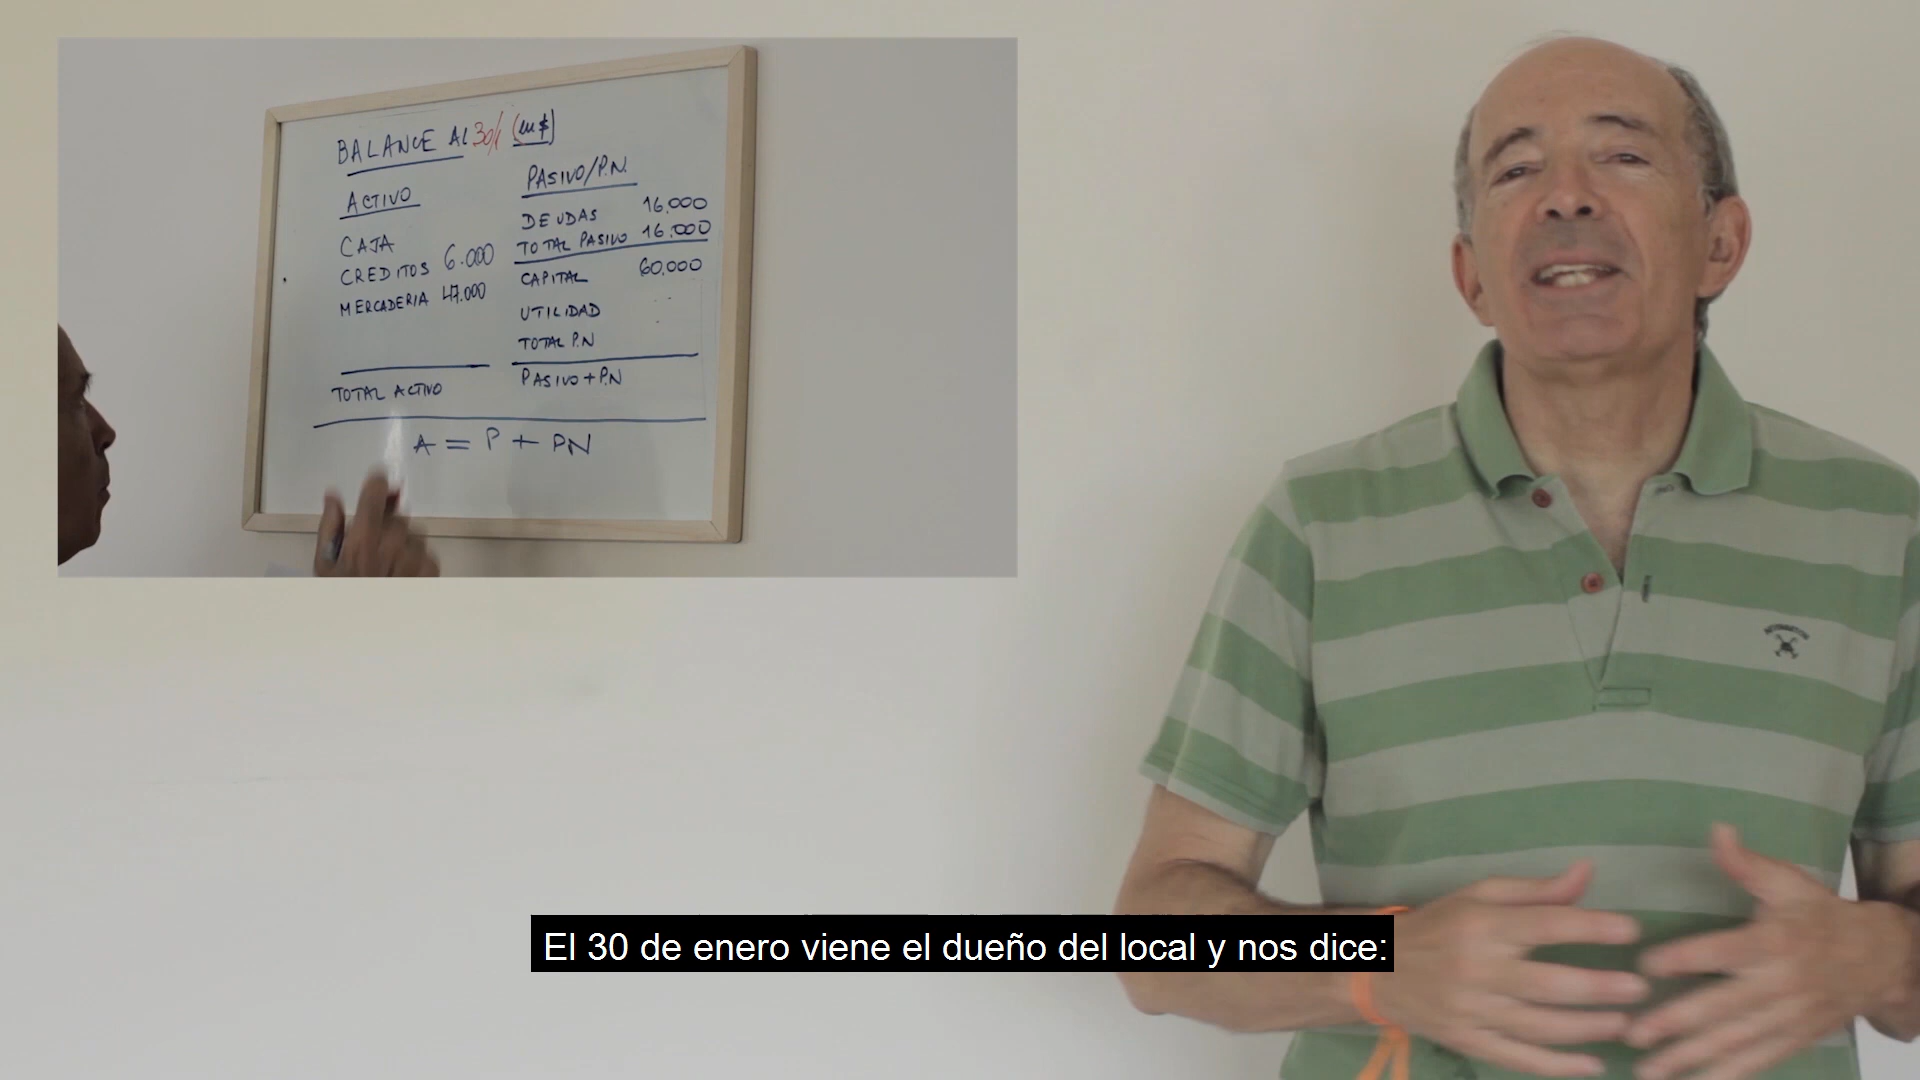 BALANCE AL 30/1 (en $)
ACTIVO
CAJA
CREDITOS 6.000
MERCADERIA 47.000
TOTAL ACTIVO
PASIVO/P.N.
DEUDAS 16,000
TOTAL PASIVO 16.000
CAPITAL 60,000
UTILIDAD
TOTAL P.N
PASIVO + P.N
A = P + PN
El 30 de enero viene el dueño del local y nos dice: